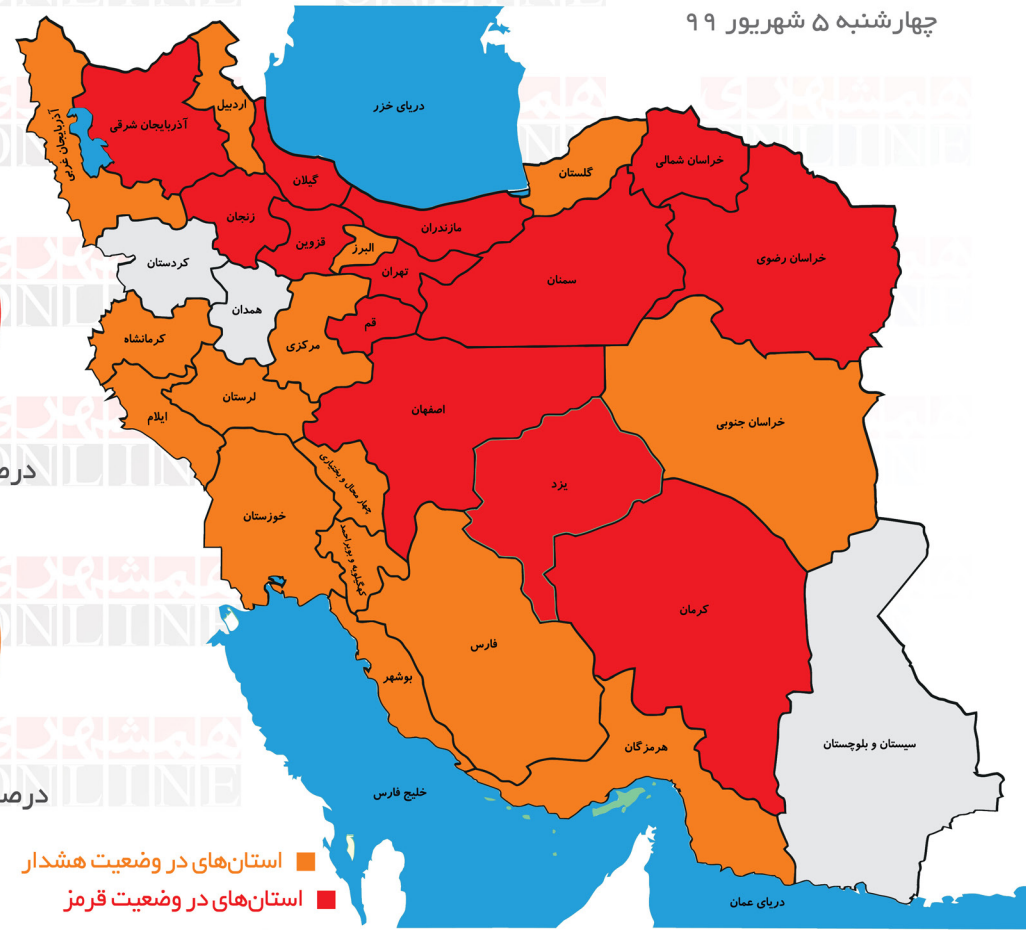 چهارشنبه ۵ شهریور ۹۹
دریای خزر
اردبیل
آذربایجان شرقی
آذربایجان غربی
گیلان
گلستان
خراسان شمالی
زنجان
مازندران
قزوین
البرز
خراسان رضوی
کردستان
تهران
سمنان
همدان
قم
کرمانشاه
مرکزی
لرستان
اصفهان
ایلام
خراسان جنوبی
چهار محال و بختیاری
یزد
خوزستان
کهگیلویه و بویراحمد
کرمان
فارس
بوشهر
هرمزگان
سیستان و بلوچستان
خلیج فارس
دریای عمان
استان‌های در وضعیت هشدار
استان‌های در وضعیت قرمز